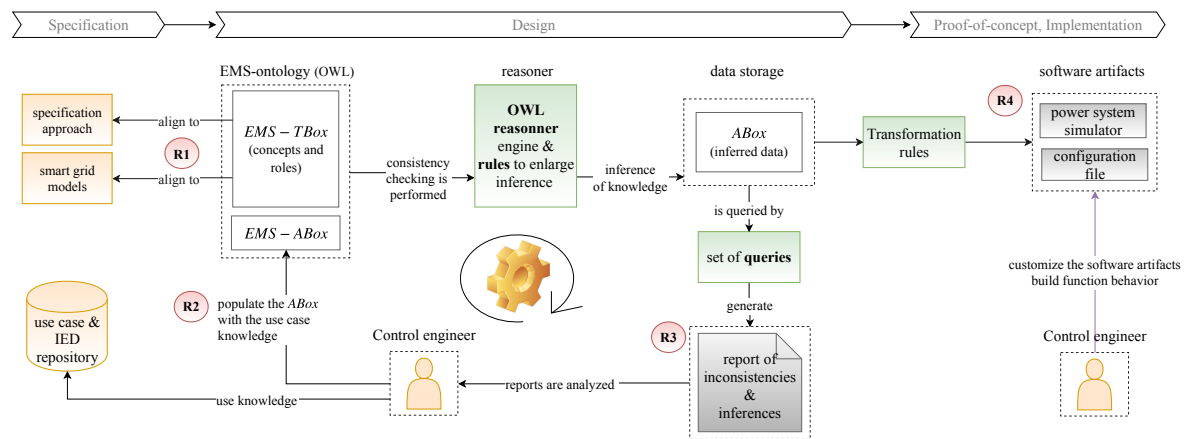 Specification
Design
Proof-of-concept, Implementation
EMS-ontology (OWL)
reasoner
data storage
software artifacts
specification
approach
smart grid
models
align to
R1
align to
EMS − TBox
(concepts and
roles)
EMS − ABox
consistency
checking is
performed
OWL
reasonner
engine &
rules to enlarge
inference
inference
of knowledge
ABox
(inferred data)
Transformation
rules
R4
power system
simulator
configuration
file
is queried by
set of queries
generate
R3
report of
inconsistencies
&
inferences
reports are analyzed
R2
populate the ABox
with the use case
knowledge
Control engineer
use case &
IED
repository
use knowledge
customize the software artifacts
build function behavior
Control engineer